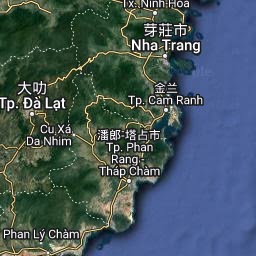 Tx. Ninh Hòa
芽莊市
Nha Trang
大叻
Tp. Đà Lạt
金兰
Tp. Cam Ranh
Cu Xá
Da Nhim
潘郎-塔占市
Tp. Phan
Rang-
Tháp Chàm
Phan Lý Chàm